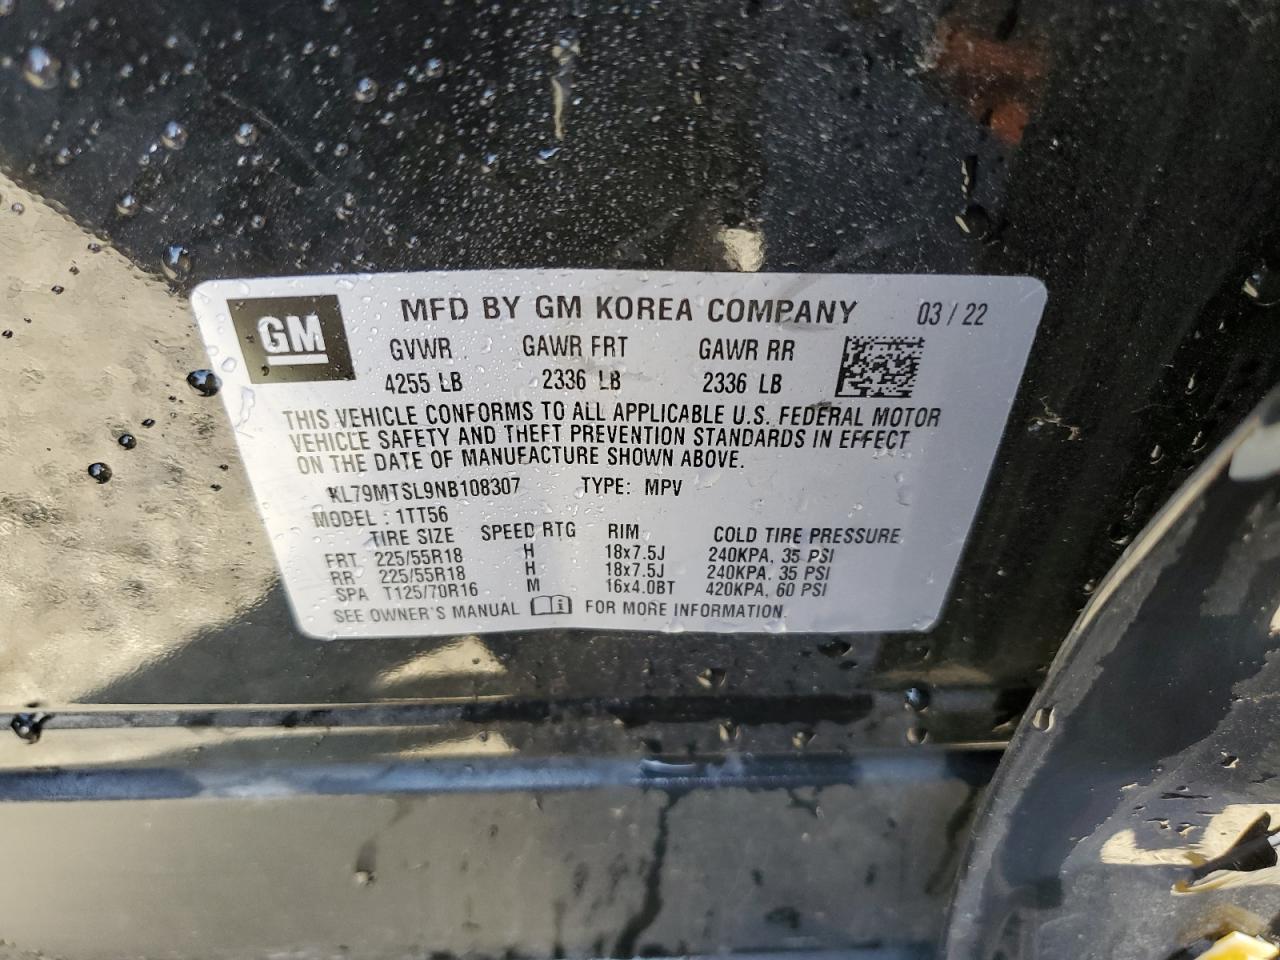 GM MFD BY GM KOREA COMPANY 03 / 22
GVWR GAWR FRT GAWR RR
4255 LB 2336 LB 2336 LB
THIS VEHICLE CONFORMS TO ALL APPLICABLE U.S. FEDERAL MOTOR
VEHICLE SAFETY AND THEFT PREVENTION STANDARDS IN EFFECT
ON THE DATE OF MANUFACTURE SHOWN ABOVE.
KL79MTSL9NB108307 TYPE: MPV
MODEL : 1TT56
TIRE SIZE SPEED RTG RIM COLD TIRE PRESSURE
FRT 225/55R18 H 18x7.5J 240KPA, 35 PSI
RR 225/55R18 H 18x7.5J 240KPA, 35 PSI
SPA T125/70R16 M 16x4.0BT 420KPA, 60 PSI
SEE OWNER'S MANUAL i FOR MORE INFORMATION.